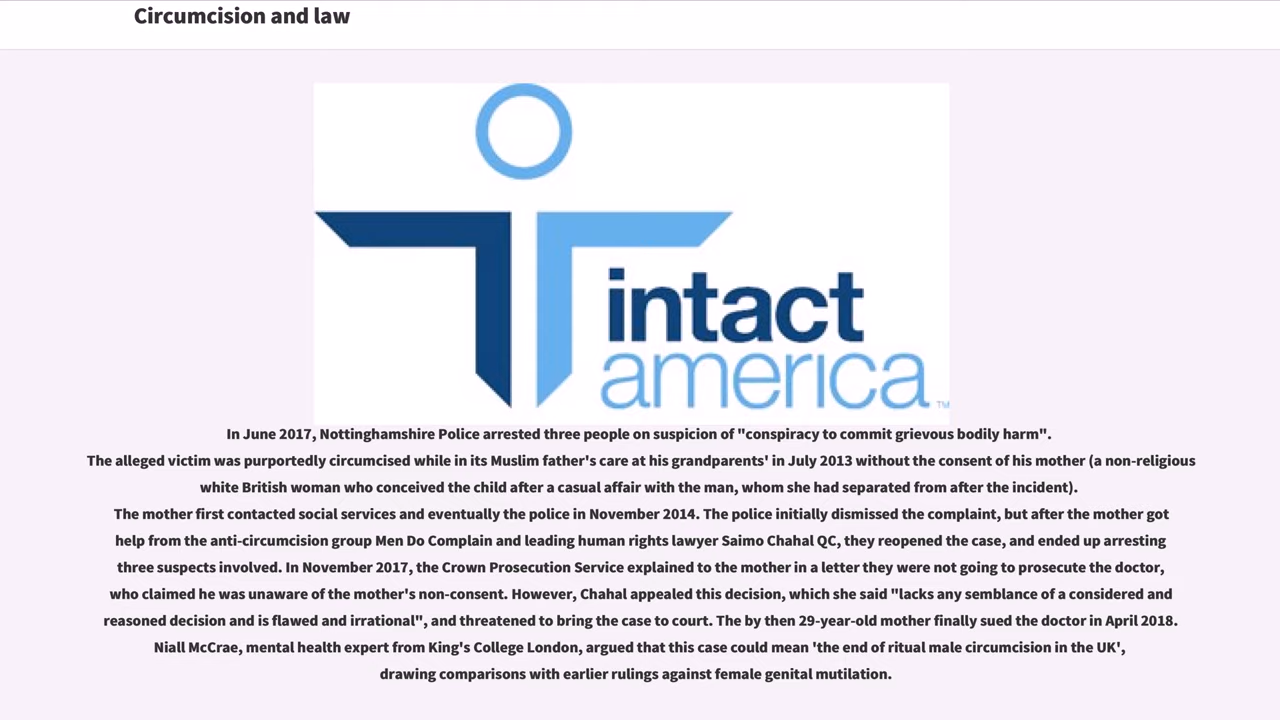 Circumcision and law
intact
america
TM
In June 2017, Nottinghamshire Police arrested three people on suspicion of "conspiracy to commit grievous bodily harm".
The alleged victim was purportedly circumcised while in its Muslim father's care at his grandparents' in July 2013 without the consent of his mother (a non-religious
white British woman who conceived the child after a casual affair with the man, whom she had separated from after the incident).
The mother first contacted social services and eventually the police in November 2014. The police initially dismissed the complaint, but after the mother got
help from the anti-circumcision group Men Do Complain and leading human rights lawyer Saimo Chahal QC, they reopened the case, and ended up arresting
three suspects involved. In November 2017, the Crown Prosecution Service explained to the mother in a letter they were not going to prosecute the doctor,
who claimed he was unaware of the mother's non-consent. However, Chahal appealed this decision, which she said "lacks any semblance of a considered and
reasoned decision and is flawed and irrational", and threatened to bring the case to court. The by then 29-year-old mother finally sued the doctor in April 2018.
Niall McCrae, mental health expert from King's College London, argued that this case could mean 'the end of ritual male circumcision in the UK',
drawing comparisons with earlier rulings against female genital mutilation.